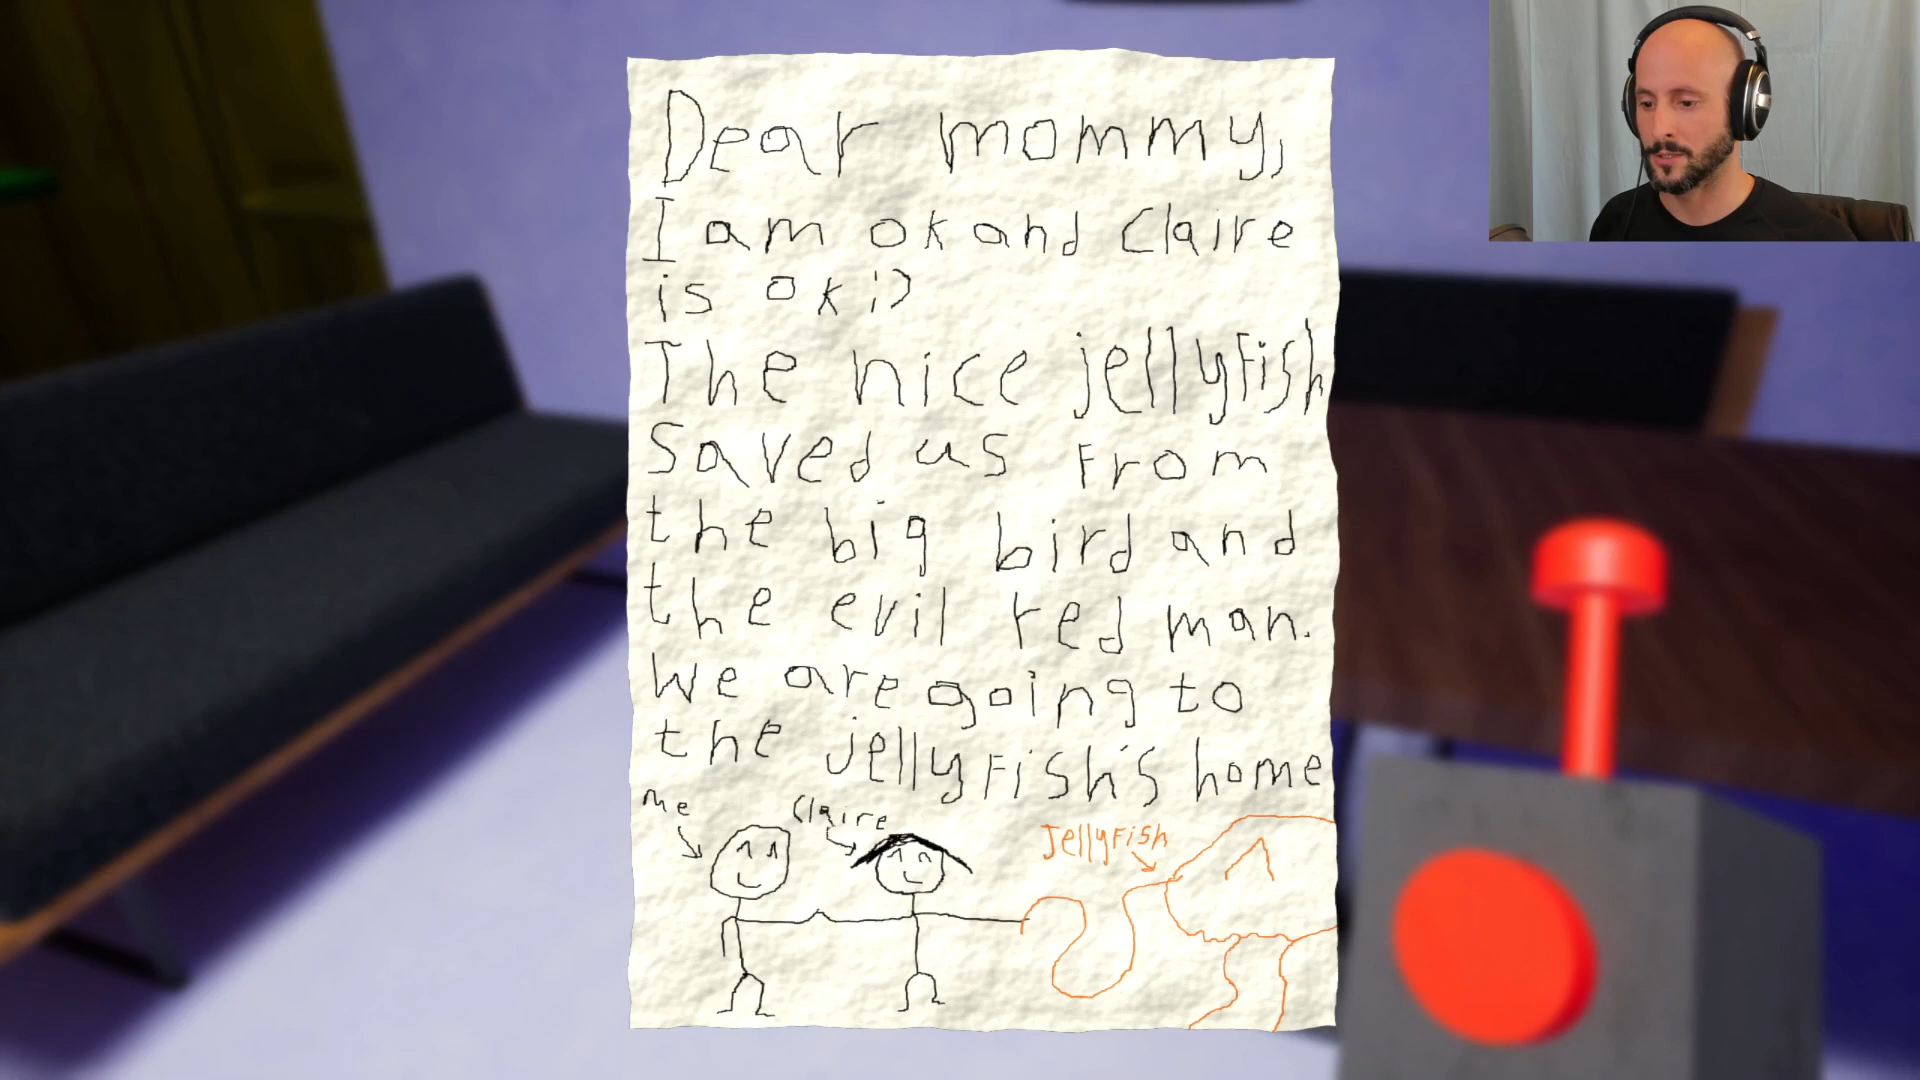 Dear mommy,
I am ok and Claire
is ok :)
The nice jellyfish
saved us from
the big bird and
the evil red man.
We are going to
the jellyfish's home
me
Claire
Jellyfish